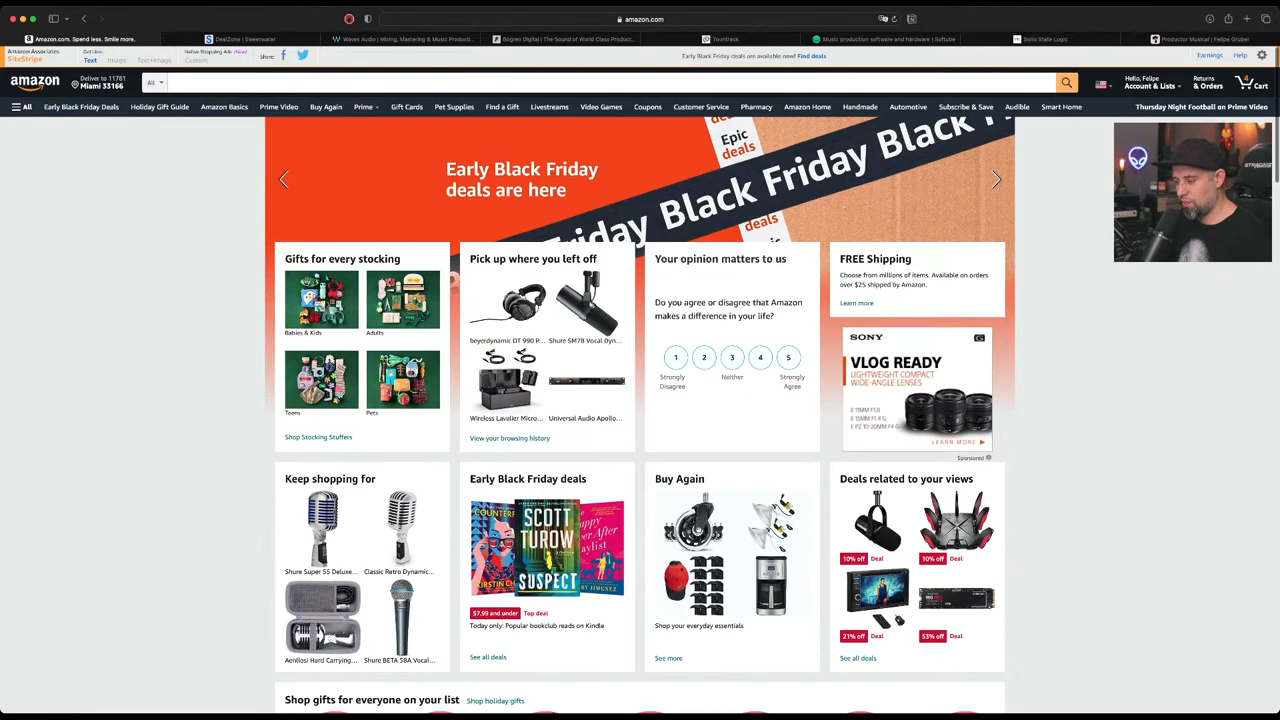 amazon.com
Amazon.com. Spend less. Smile more.
DealZone | Sweetwater
Waves Audio | Mixing, Mastering & Music Producti...
Bogren Digital | The Sound of World Class Product...
Toontrack
Music production software and hardware | Softube
Solid State Logic
Productor Musical | Felipe Gruber
Amazon Associates
SiteStripe
Get link:
Text
Image
Text+Image
Native Shopping Ads (New!)
Custom
Share:
Early Black Friday deals are available now! Find deals
Earnings
Help
amazon
Deliver to 11781
Miami 33166
All
Hello, Felipe
Account & Lists
Returns
& Orders
4
Cart
All
Early Black Friday Deals
Holiday Gift Guide
Amazon Basics
Prime Video
Buy Again
Prime
Gift Cards
Pet Supplies
Find a Gift
Livestreams
Video Games
Coupons
Customer Service
Pharmacy
Amazon Home
Handmade
Automotive
Subscribe & Save
Audible
Smart Home
Thursday Night Football on Prime Video
Early Black Friday
deals are here
Epic
deals
Friday Black Friday Black
deals
Gifts for every stocking
Babies & Kids
Adults
Teens
Pets
Shop Stocking Stuffers
Pick up where you left off
beyerdynamic DT 990 P...
Shure SM7B Vocal Dyn...
Wireless Lavalier Micro...
Universal Audio Apollo...
View your browsing history
Your opinion matters to us
Do you agree or disagree that Amazon
makes a difference in your life?
1 2 3 4 5
Strongly
Disagree
Neither
Strongly
Agree
FREE Shipping
Choose from millions of items. Available on orders
over $25 shipped by Amazon.
Learn more
SONY
VLOG READY
LIGHTWEIGHT COMPACT
WIDE-ANGLE LENSES
E 11MM F1.8
E 15MM F1.4 G
E PZ 10-20MM F4 G
LEARN MORE
Sponsored
Keep shopping for
Shure Super 55 Deluxe...
Classic Retro Dynamic...
Aenllosi Hard Carrying...
Shure BETA 58A Vocal...
Early Black Friday deals
SCOTT
TUROW
SUSPECT
$7.99 and under
Top deal
Today only: Popular bookclub reads on Kindle
See all deals
Buy Again
Shop your everyday essentials
See more
Deals related to your views
10% off Deal
10% off Deal
21% off Deal
53% off Deal
See all deals
Shop gifts for everyone on your list
Shop holiday gifts